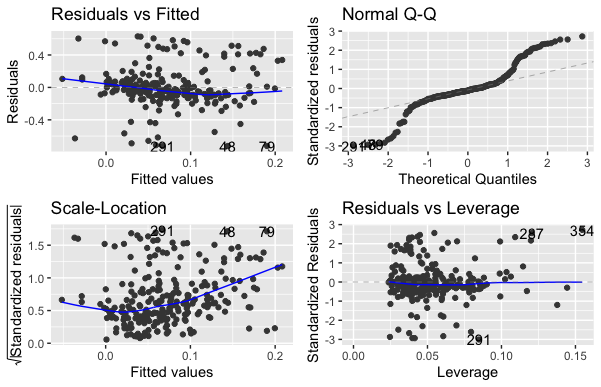 Residuals vs Fitted
Residuals
0.4
0.0
-0.4
291 48 79
0.0 0.1 0.2
Fitted values
Normal Q-Q
Standardized residuals
3
2
1
0
-1
-2
-3
291 48 79
-3 -2 -1 0 1 2 3
Theoretical Quantiles
Scale-Location
√|Standardized residuals|
1.5
1.0
0.5
0.0
291 48 79
0.0 0.1 0.2
Fitted values
Residuals vs Leverage
Standardized Residuals
3
2
1
0
-1
-2
-3
287 354
291
0.00 0.05 0.10 0.15
Leverage